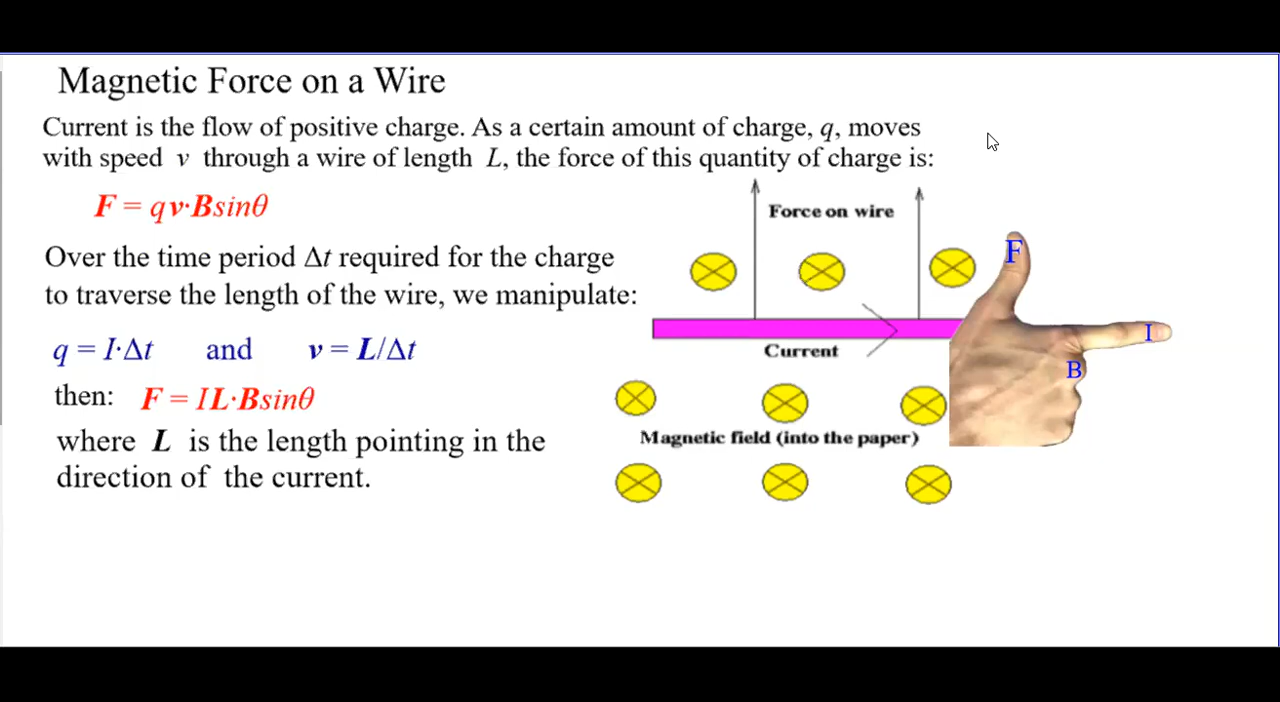 Magnetic Force on a Wire
Current is the flow of positive charge. As a certain amount of charge, q, moves
with speed v through a wire of length L, the force of this quantity of charge is:
F = qv·Bsinθ
Over the time period Δt required for the charge
to traverse the length of the wire, we manipulate:
q = I·Δt and v = L/Δt
then: F = IL·Bsinθ
where L is the length pointing in the
direction of the current.
Force on wire
F
I
Current
B
Magnetic field (into the paper)